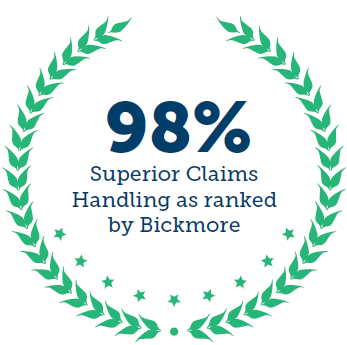 98%
Superior Claims
Handling as ranked
by Bickmore